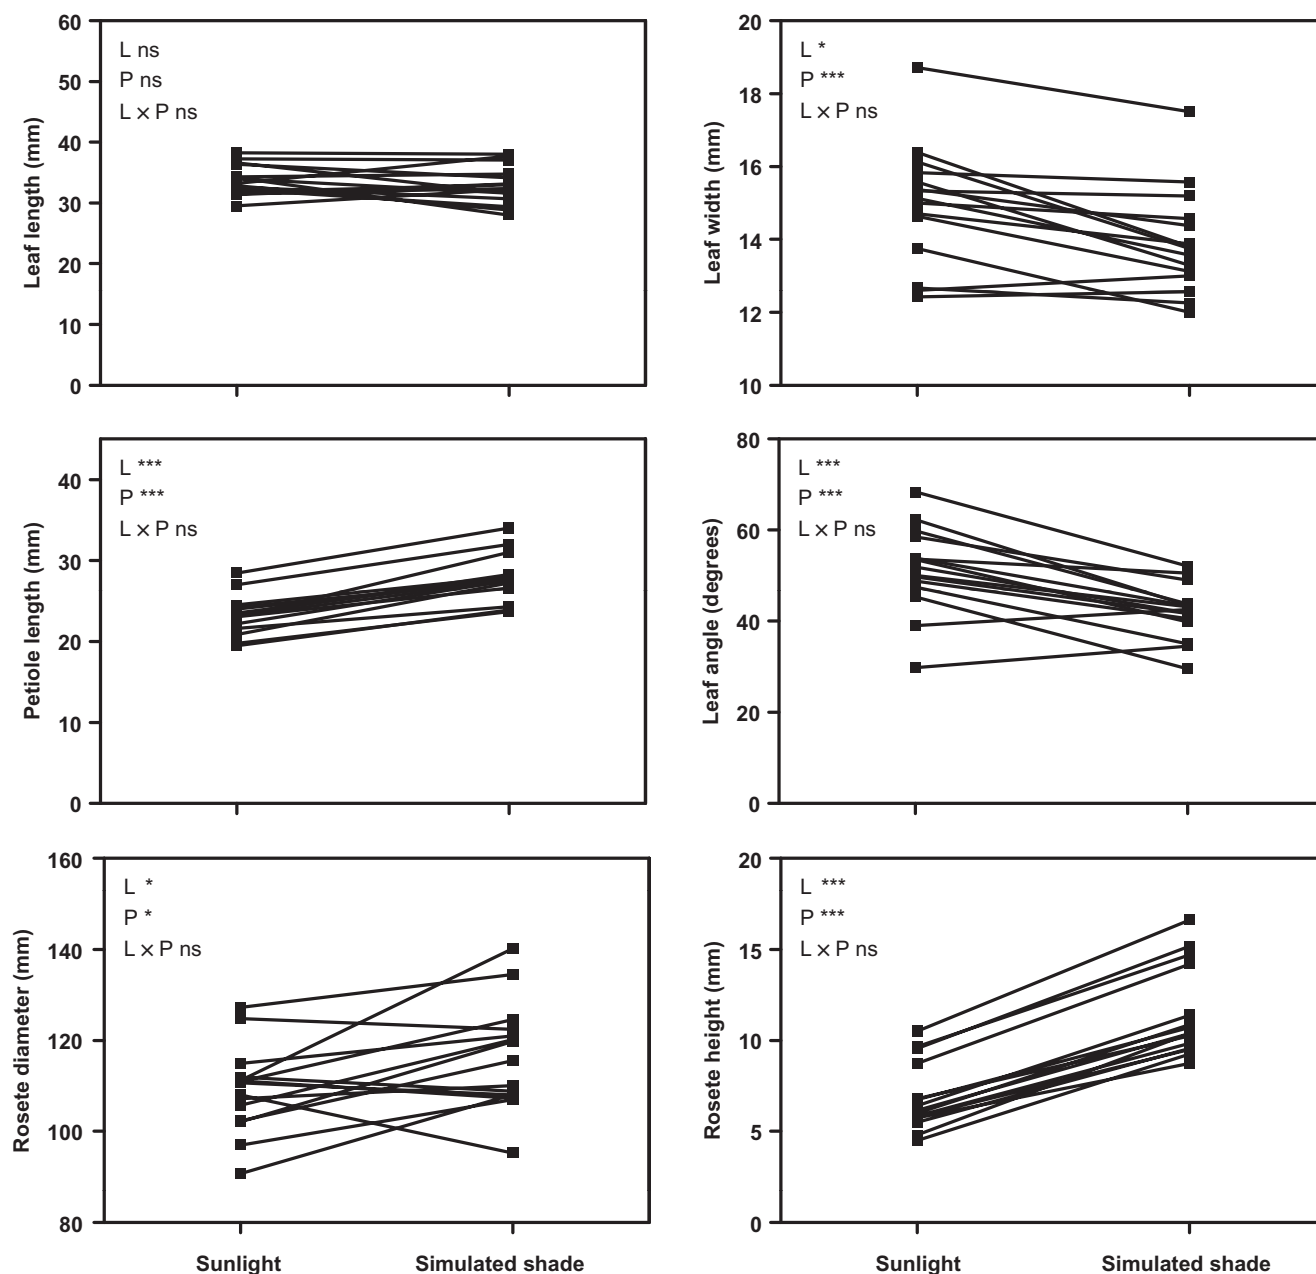 60
50
40
30
20
10
0
Leaf length (mm)
L ns
P ns
L × P ns
20
18
16
14
12
10
Leaf width (mm)
L *
P ***
L × P ns
40
30
20
10
0
Petiole length (mm)
L ***
P ***
L × P ns
80
60
40
20
0
Leaf angle (degrees)
L ***
P ***
L × P ns
160
140
120
100
80
Rosete diameter (mm)
L *
P *
L × P ns
Sunlight
Simulated shade
20
15
10
5
0
Rosete height (mm)
L ***
P ***
L × P ns
Sunlight
Simulated shade